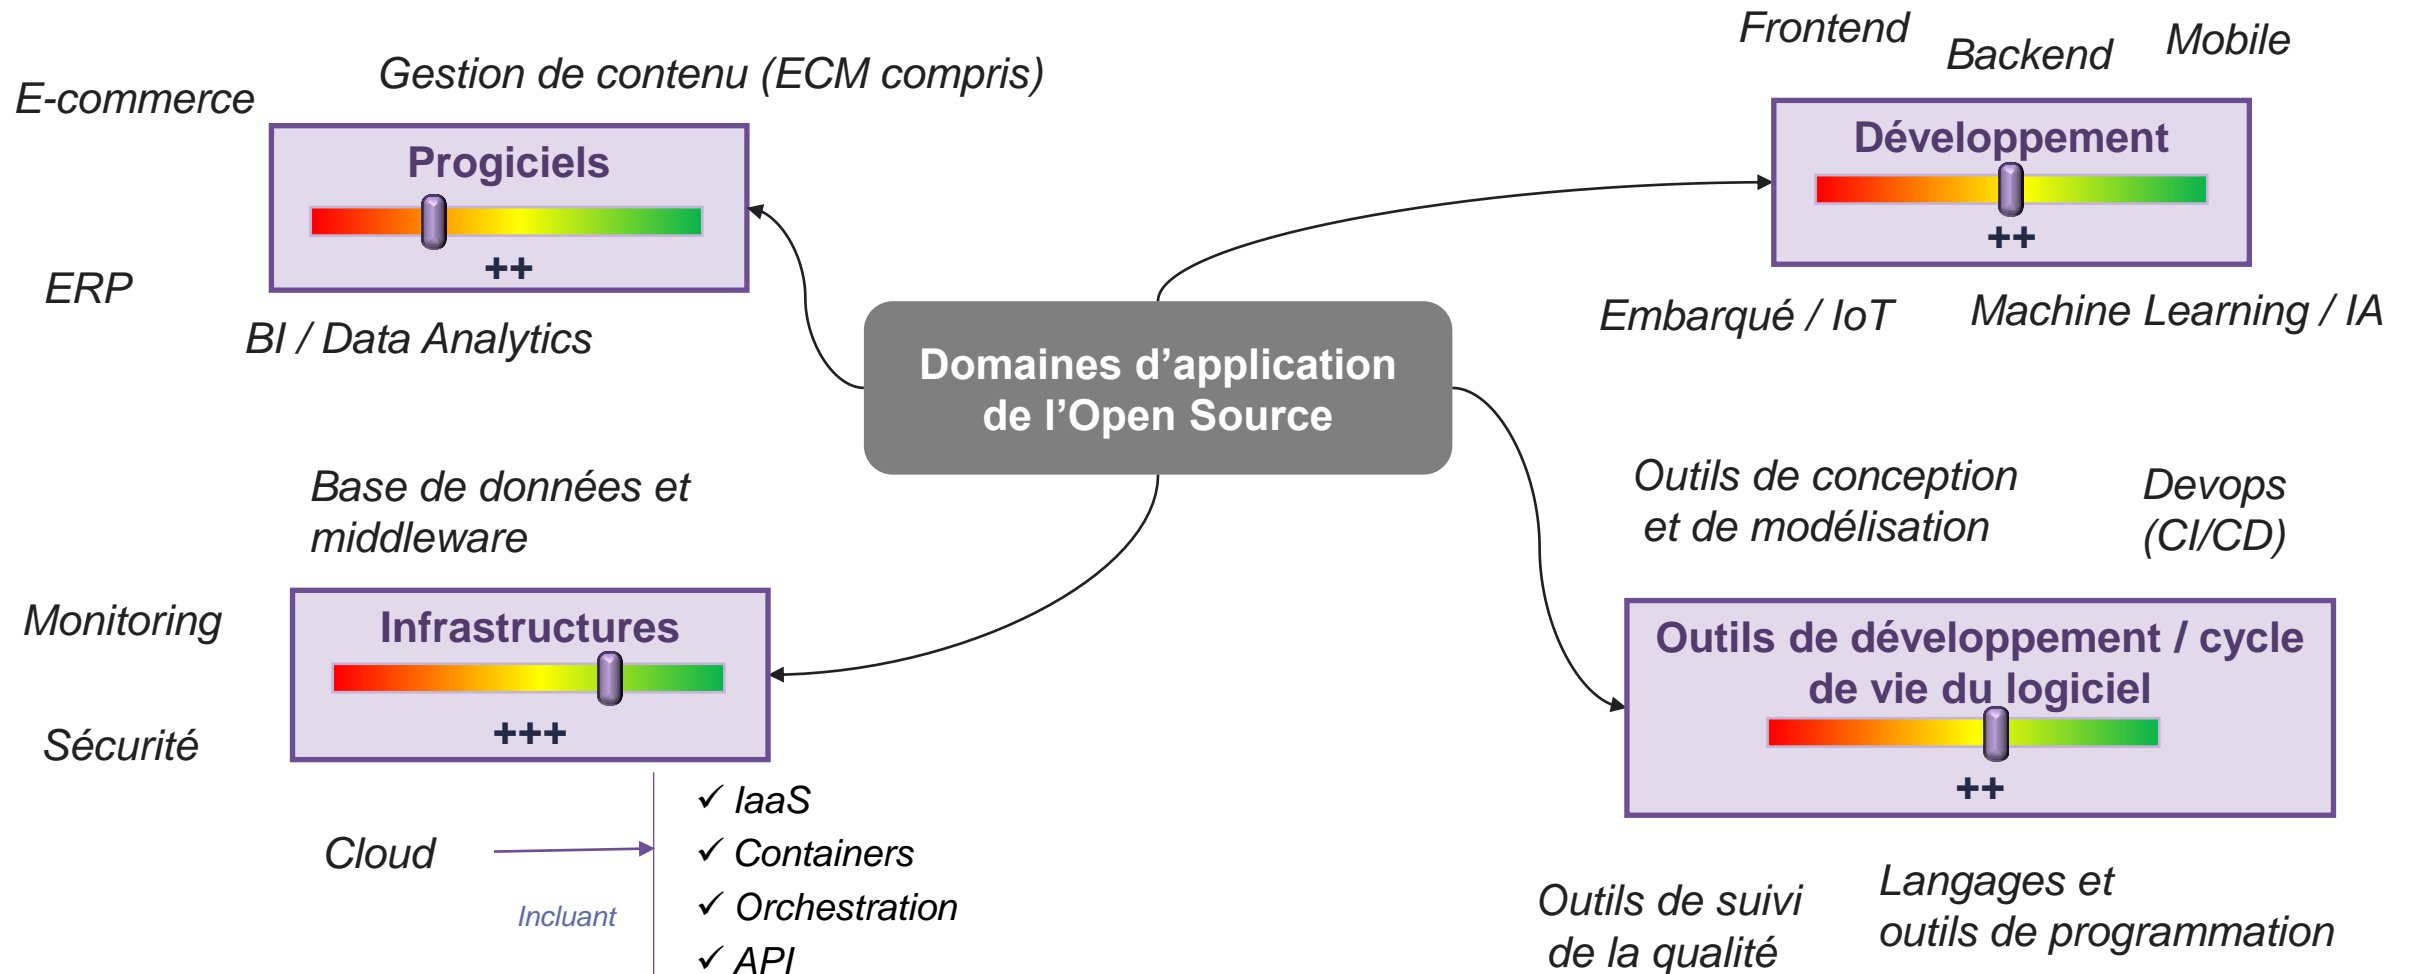 E-commerce
Gestion de contenu (ECM compris)
Progiciels
++
ERP
BI / Data Analytics
Frontend
Backend
Mobile
Développement
++
Embarqué / IoT
Machine Learning / IA
Domaines d’application
de l’Open Source
Base de données et
middleware
Monitoring
Infrastructures
+++
Sécurité
Cloud
Incluant
✓ IaaS
✓ Containers
✓ Orchestration
✓ API
Outils de conception
et de modélisation
Devops
(CI/CD)
Outils de développement / cycle
de vie du logiciel
++
Outils de suivi
de la qualité
Langages et
outils de programmation